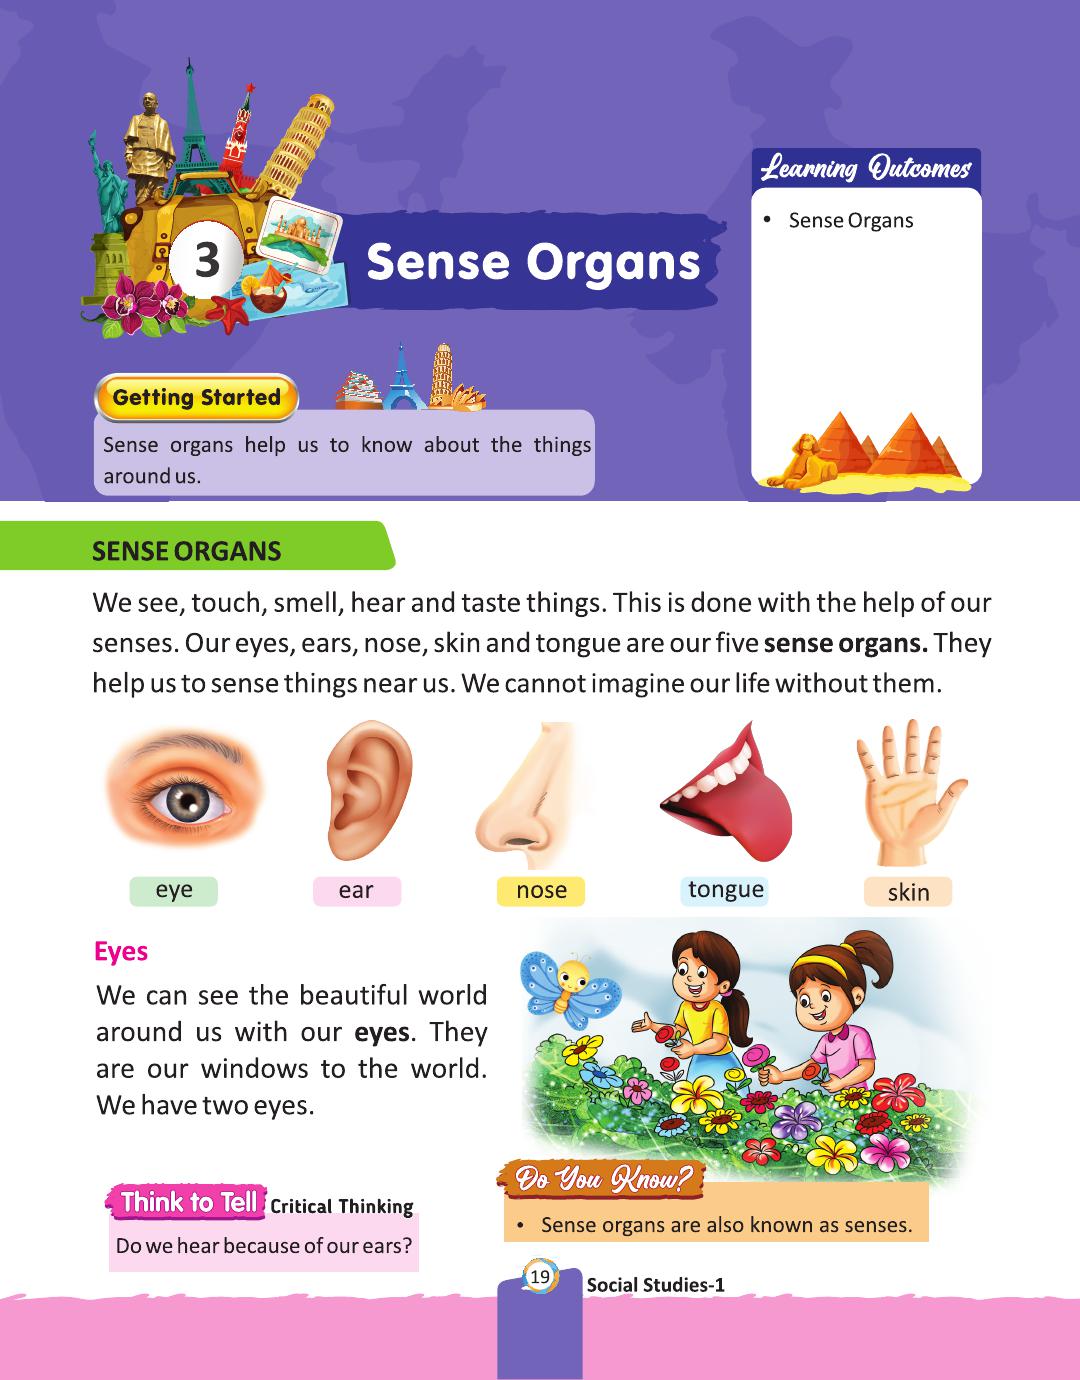 3
Sense Organs
Learning Outcomes
• Sense Organs
Getting Started
Sense organs help us to know about the things
around us.
SENSE ORGANS
We see, touch, smell, hear and taste things. This is done with the help of our
senses. Our eyes, ears, nose, skin and tongue are our five sense organs. They
help us to sense things near us. We cannot imagine our life without them.
eye
ear
nose
tongue
skin
Eyes
We can see the beautiful world
around us with our eyes. They
are our windows to the world.
We have two eyes.
Think to Tell Critical Thinking
Do we hear because of our ears?
Do You Know?
• Sense organs are also known as senses.
19
Social Studies-1